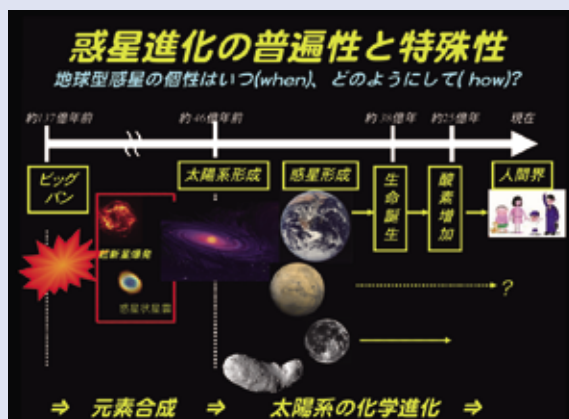 惑星進化の普遍性と特殊性
地球型惑星の個性はいつ(when)、どのようにして(how)?
約137億年前 約46億年前 約38億年 約25億年 現在
ビッグ
バン
太陽系形成
惑星形成
生命誕生
酸素増加
人間界
超新星爆発
惑星状星雲
?
⇒ 元素合成 ⇒ 太陽系の化学進化 ⇒